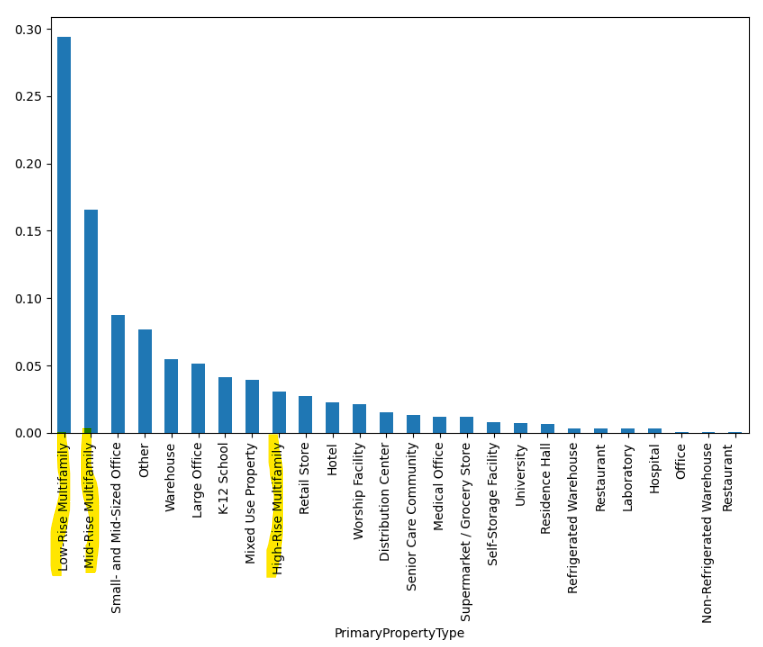 0.30
0.25
0.20
0.15
0.10
0.05
0.00
Low-Rise Multifamily
Mid-Rise Multifamily
Small- and Mid-Sized Office
Other
Warehouse
Large Office
K-12 School
Mixed Use Property
High-Rise Multifamily
Retail Store
Hotel
Worship Facility
Distribution Center
Senior Care Community
Medical Office
Supermarket / Grocery Store
Self-Storage Facility
University
Residence Hall
Refrigerated Warehouse
Restaurant
Laboratory
Hospital
Office
Non-Refrigerated Warehouse
Restaurant
PrimaryPropertyType